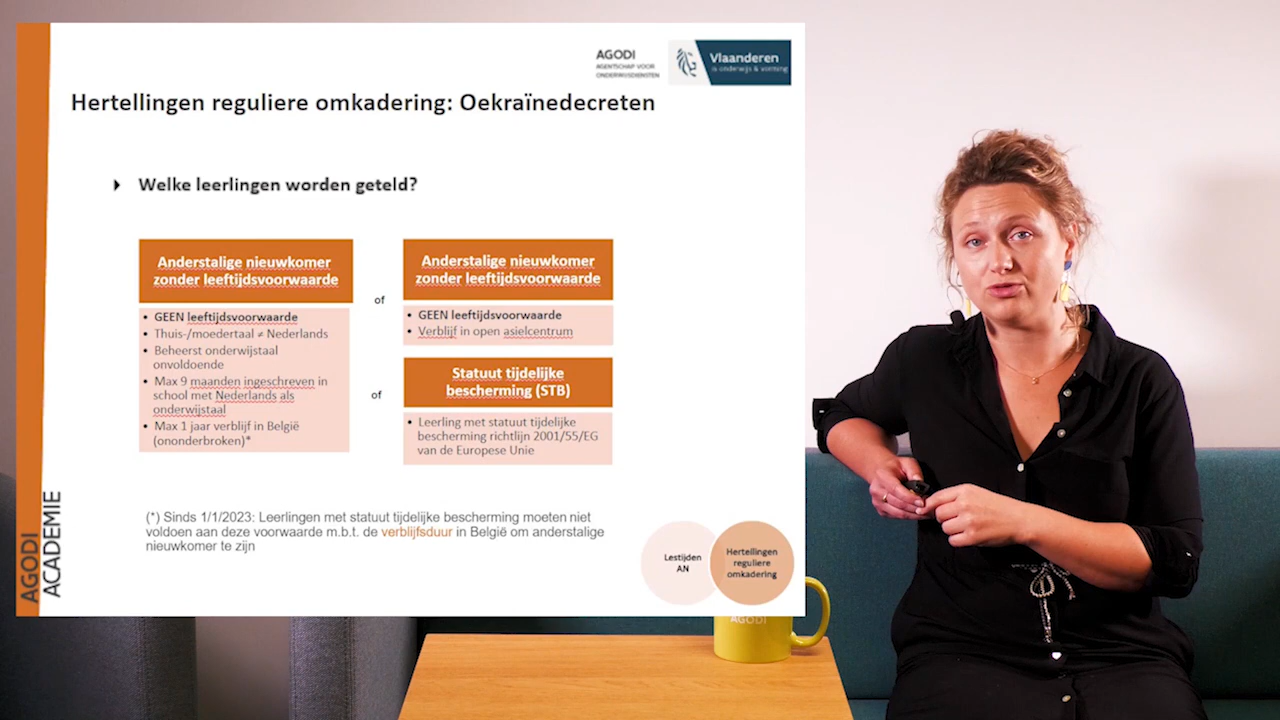 AGODI
AGENTSCHAP VOOR
ONDERWIJSDIENSTEN
Vlaanderen
is onderwijs & vorming
Hertellingen reguliere omkadering: Oekraïnedecreten
Welke leerlingen worden geteld?
Anderstalige nieuwkomer
zonder leeftijdsvoorwaarde
• GEEN leeftijdsvoorwaarde
• Thuis-/moedertaal ≠ Nederlands
• Beheerst onderwijstaal
onvoldoende
• Max 9 maanden ingeschreven in
school met Nederlands als
onderwijstaal
• Max 1 jaar verblijf in België
(ononderbroken)*
of
of
Anderstalige nieuwkomer
zonder leeftijdsvoorwaarde
• GEEN leeftijdsvoorwaarde
• Verblijf in open asielcentrum
Statuut tijdelijke
bescherming (STB)
• Leerling met statuut tijdelijke
bescherming richtlijn 2001/55/EG
van de Europese Unie
(*) Sinds 1/1/2023: Leerlingen met statuut tijdelijke bescherming moeten niet
voldoen aan deze voorwaarde m.b.t. de verblijfsduur in België om anderstalige
nieuwkomer te zijn
Lestijden
AN
Hertellingen
reguliere
omkadering
AGODI
ACADEMIE
AGODI